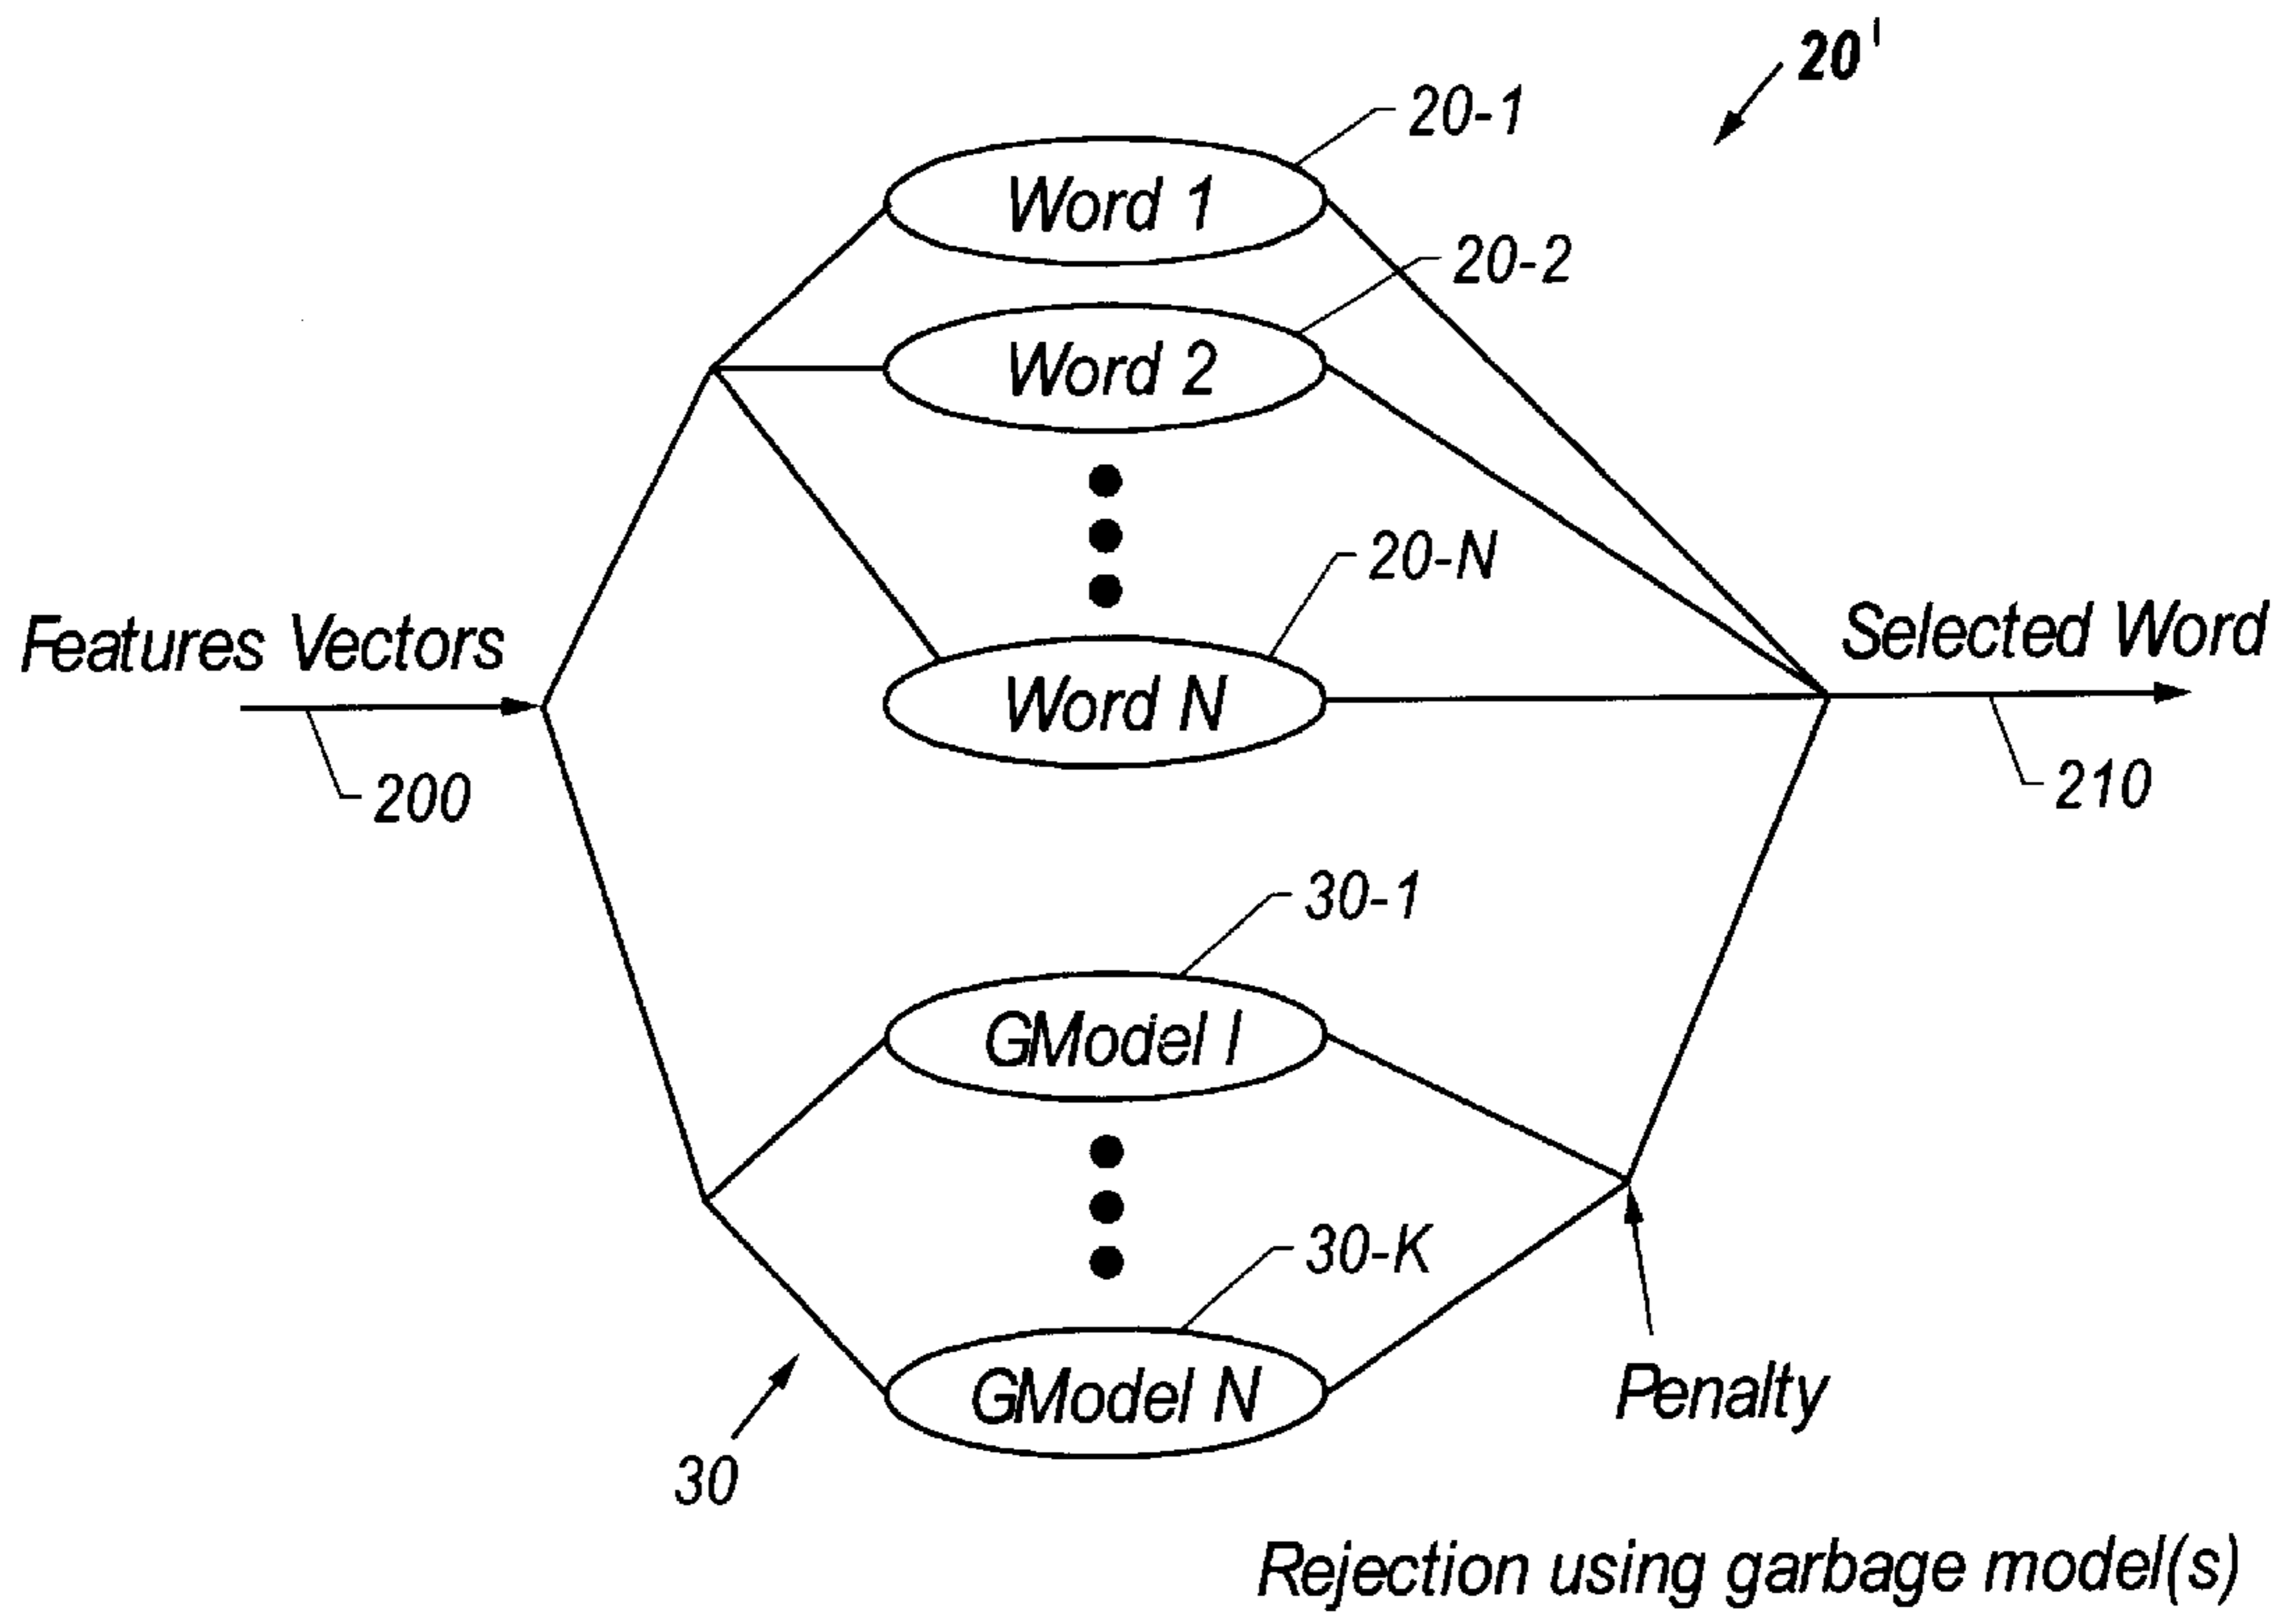 20'
20-1
Word 1
20-2
Word 2
20-N
Features Vectors
Selected Word
Word N
200
210
30-1
GModel I
30-K
GModel N
Penalty
30
Rejection using garbage model(s)